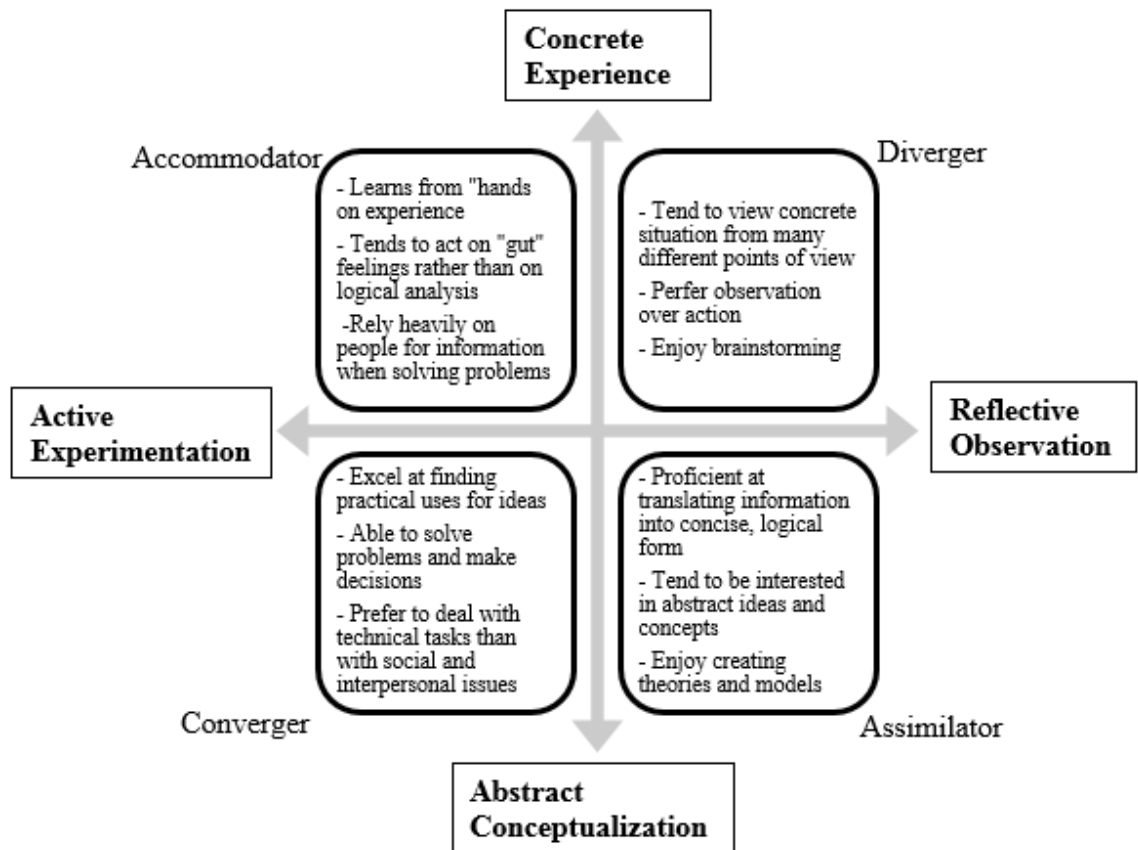 Concrete
Experience
Accommodator
Diverger
- Learns from "hands
on experience
- Tends to act on "gut"
feelings rather than on
logical analysis
-Rely heavily on
people for information
when solving problems
- Tend to view concrete
situation from many
different points of view
- Perfer observation
over action
- Enjoy brainstorming
Active
Experimentation
Reflective
Observation
- Excel at finding
practical uses for ideas
- Able to solve
problems and make
decisions
- Prefer to deal with
technical tasks than
with social and
interpersonal issues
- Proficient at
translating information
into concise, logical
form
- Tend to be interested
in abstract ideas and
concepts
- Enjoy creating
theories and models
Converger
Assimilator
Abstract
Conceptualization